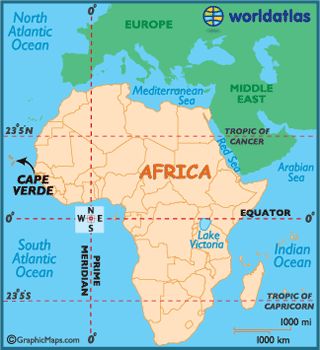 0°
worldatlas
North
Atlantic
Ocean
EUROPE
Mediterranean
Sea
MIDDLE
EAST
23°5'N
TROPIC OF
CANCER
Red Sea
Arabian
Sea
AFRICA
CAPE
VERDE
N
W E
S
0°
EQUATOR
0°
Lake
Victoria
South
Atlantic
Ocean
PRIME
MERIDIAN
Indian
Ocean
23°5'S
TROPIC OF
CAPRICORN
1000 mi
1000 km
0°
©GraphicMaps.com